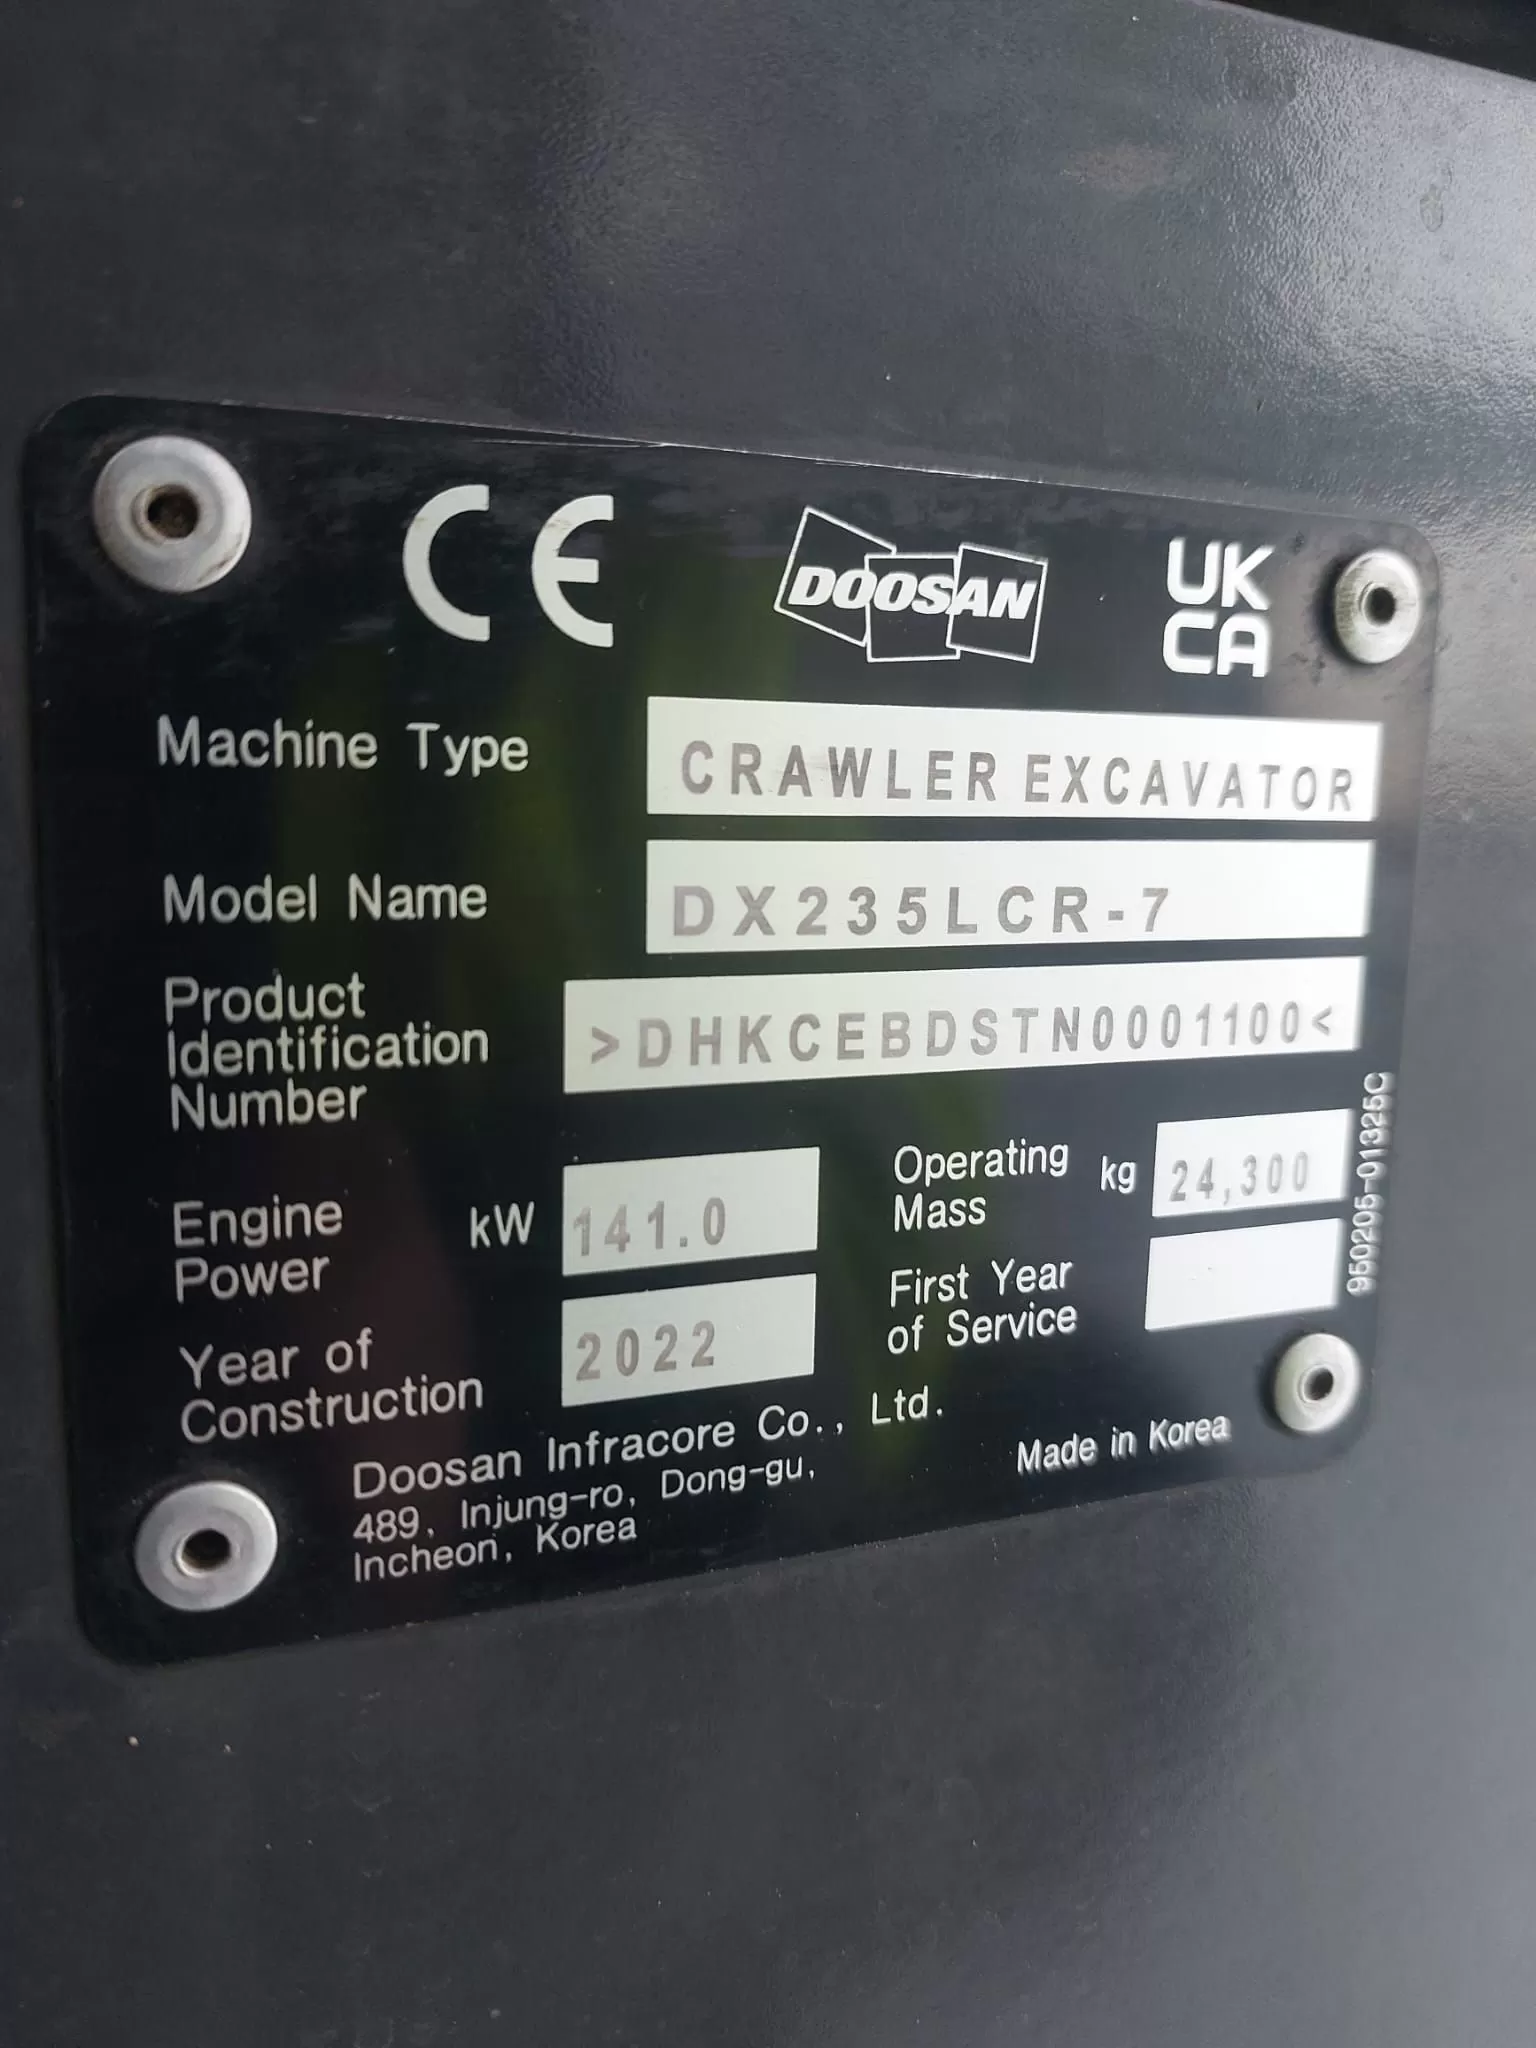 CE
DOOSAN
UK
CA
Machine Type CRAWLER EXCAVATOR
Model Name DX235LCR-7
Product
Identification
Number
>DHKCEBDSTN0001100<
Engine
Power
kW 141.0
Operating
Mass
kg 24,300
Year of
Construction
2022
First Year
of Service
Doosan Infracore Co., Ltd.
489, Injung-ro, Dong-gu,
Incheon, Korea
Made in Korea
950205-01325C